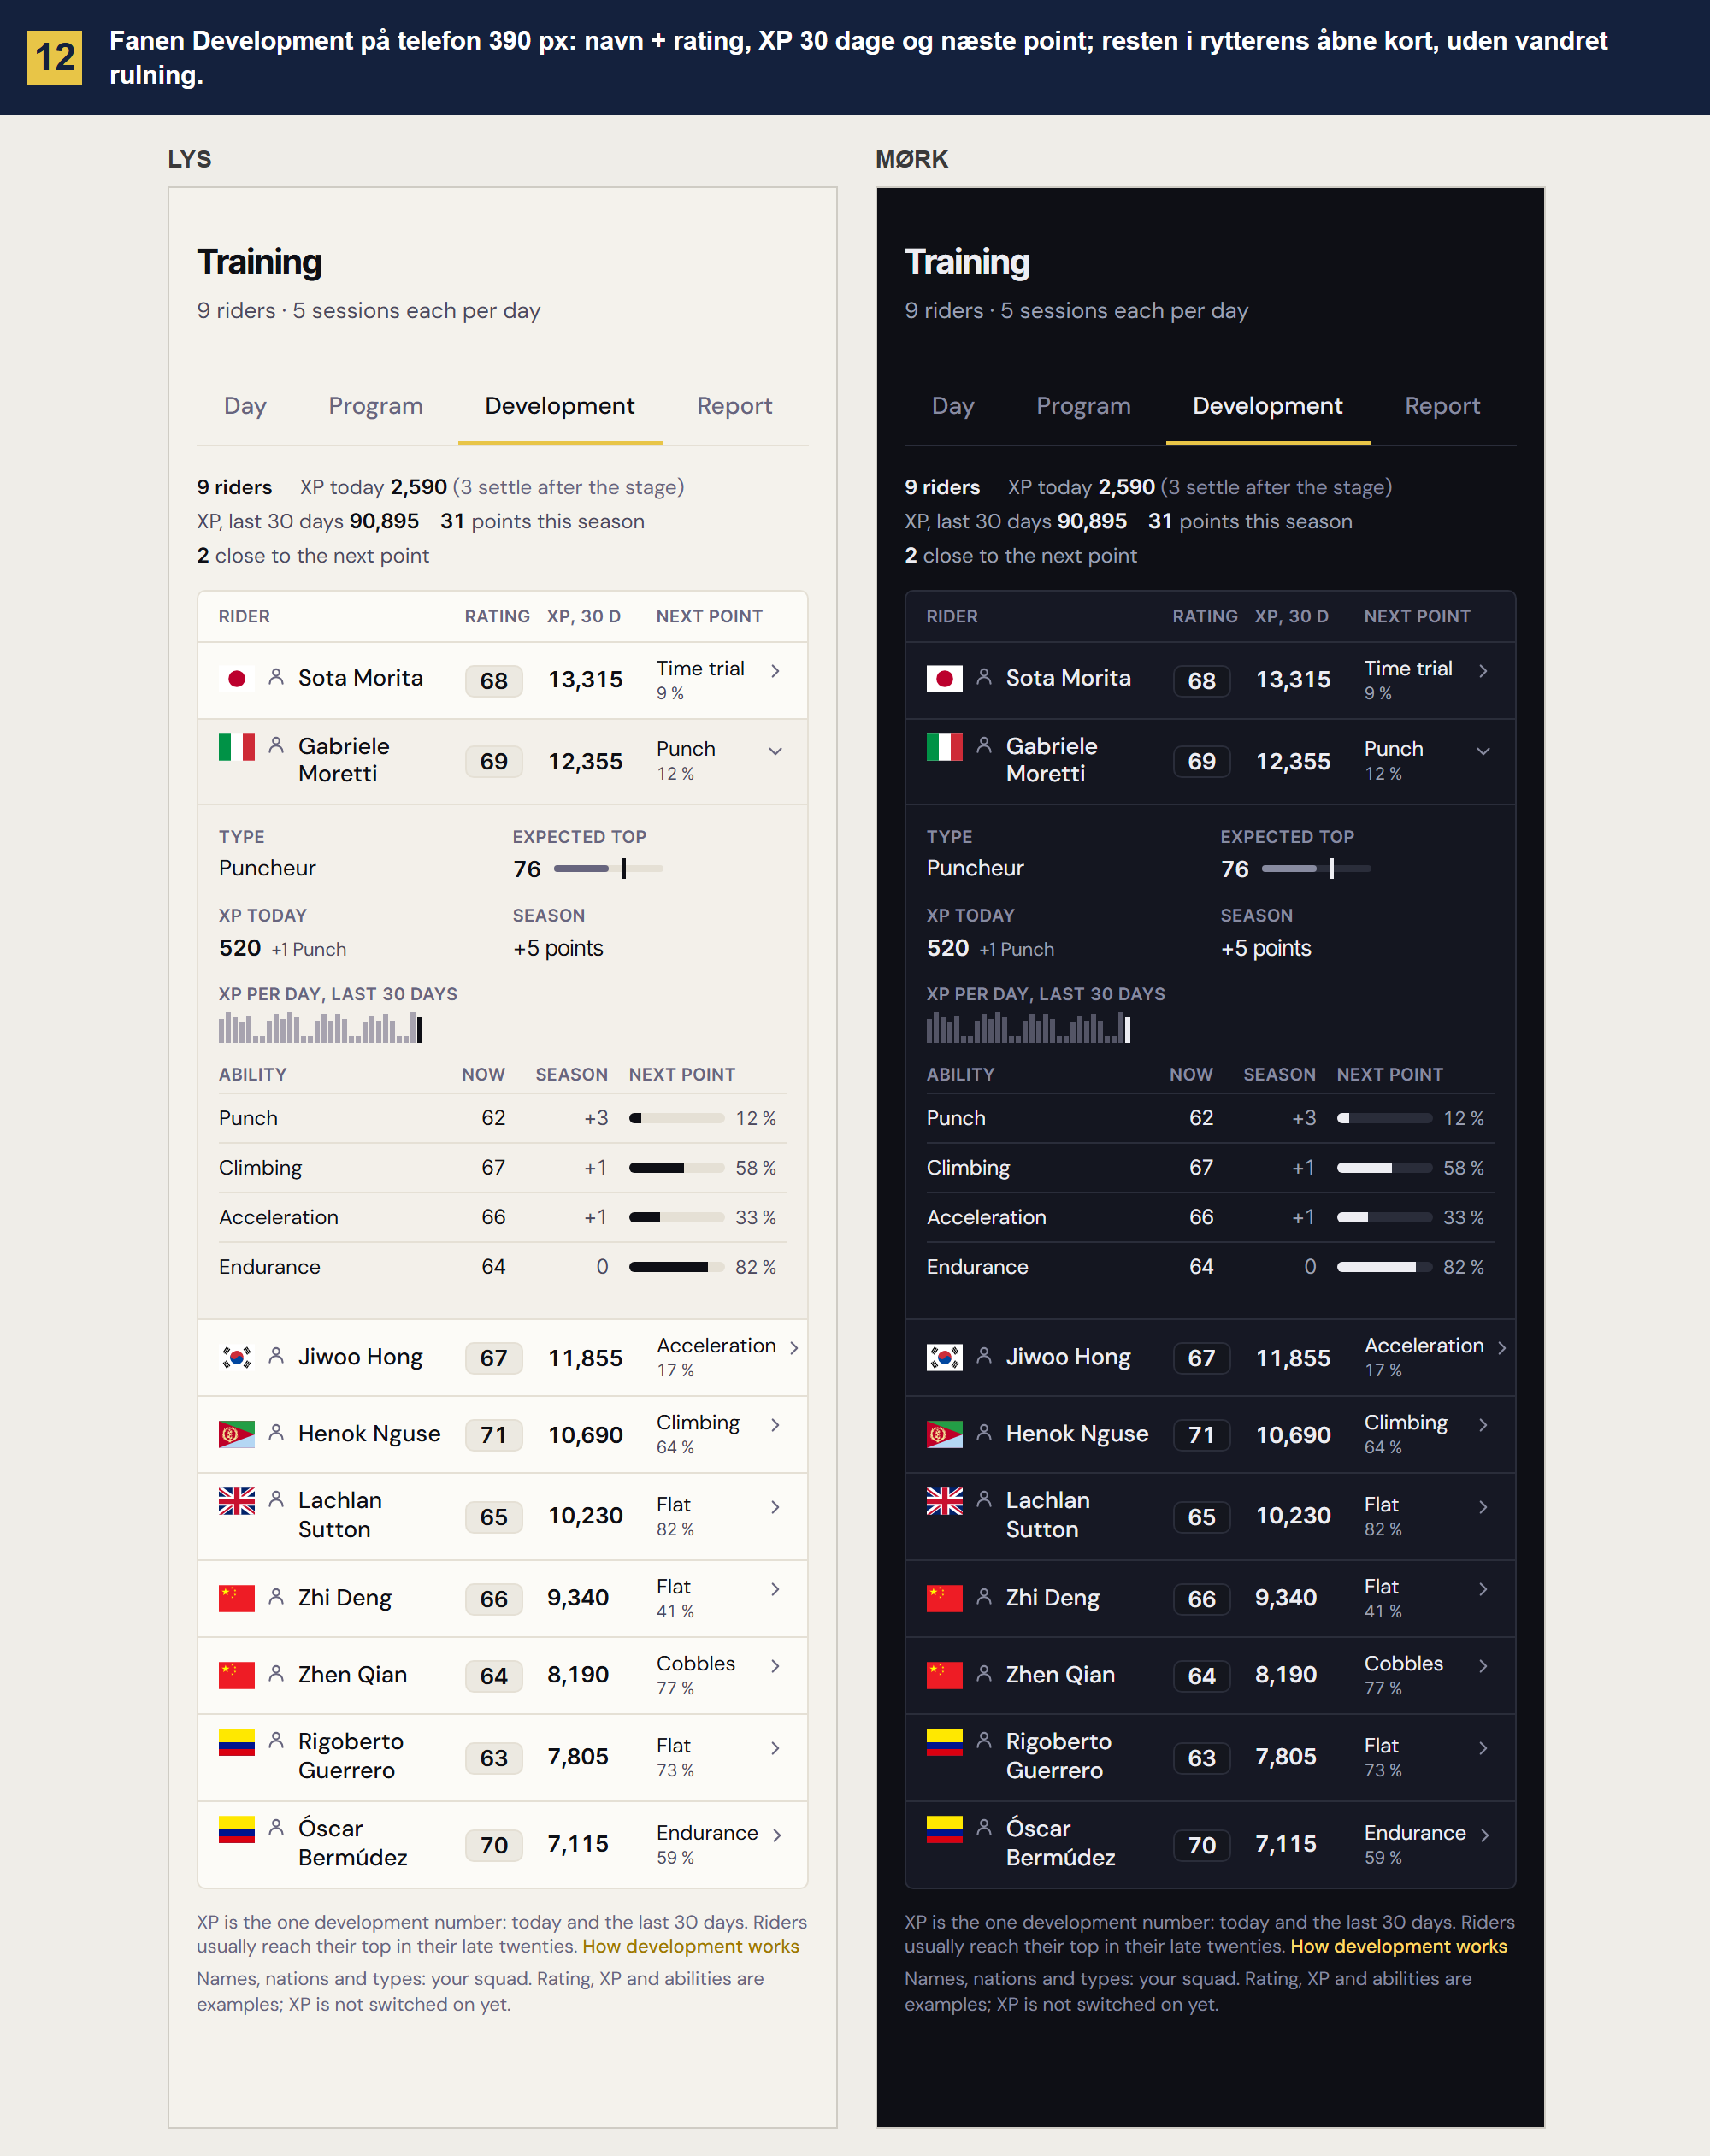 12
Fanen Development på telefon 390 px: navn + rating, XP 30 dage og næste point; resten i rytterens åbne kort, uden vandret
rulning.
LYS
Training
9 riders · 5 sessions each per day
Day Program Development Report
9 riders XP today 2,590 (3 settle after the stage)
XP, last 30 days 90,895 31 points this season
2 close to the next point
RIDER RATING XP, 30 D NEXT POINT
Sota Morita 68 13,315 Time trial
9 %
Gabriele
Moretti 69 12,355 Punch
12 %
TYPE EXPECTED TOP
Puncheur 76
XP TODAY SEASON
520 +1 Punch +5 points
XP PER DAY, LAST 30 DAYS
ABILITY NOW SEASON NEXT POINT
Punch 62 +3 12 %
Climbing 67 +1 58 %
Acceleration 66 +1 33 %
Endurance 64 0 82 %
Jiwoo Hong 67 11,855 Acceleration
17 %
Henok Nguse 71 10,690 Climbing
64 %
Lachlan
Sutton 65 10,230 Flat
82 %
Zhi Deng 66 9,340 Flat
41 %
Zhen Qian 64 8,190 Cobbles
77 %
Rigoberto
Guerrero 63 7,805 Flat
73 %
Óscar
Bermúdez 70 7,115 Endurance
59 %
XP is the one development number: today and the last 30 days. Riders
usually reach their top in their late twenties. How development works
Names, nations and types: your squad. Rating, XP and abilities are
examples; XP is not switched on yet.
MØRK
Training
9 riders · 5 sessions each per day
Day Program Development Report
9 riders XP today 2,590 (3 settle after the stage)
XP, last 30 days 90,895 31 points this season
2 close to the next point
RIDER RATING XP, 30 D NEXT POINT
Sota Morita 68 13,315 Time trial
9 %
Gabriele
Moretti 69 12,355 Punch
12 %
TYPE EXPECTED TOP
Puncheur 76
XP TODAY SEASON
520 +1 Punch +5 points
XP PER DAY, LAST 30 DAYS
ABILITY NOW SEASON NEXT POINT
Punch 62 +3 12 %
Climbing 67 +1 58 %
Acceleration 66 +1 33 %
Endurance 64 0 82 %
Jiwoo Hong 67 11,855 Acceleration
17 %
Henok Nguse 71 10,690 Climbing
64 %
Lachlan
Sutton 65 10,230 Flat
82 %
Zhi Deng 66 9,340 Flat
41 %
Zhen Qian 64 8,190 Cobbles
77 %
Rigoberto
Guerrero 63 7,805 Flat
73 %
Óscar
Bermúdez 70 7,115 Endurance
59 %
XP is the one development number: today and the last 30 days. Riders
usually reach their top in their late twenties. How development works
Names, nations and types: your squad. Rating, XP and abilities are
examples; XP is not switched on yet.